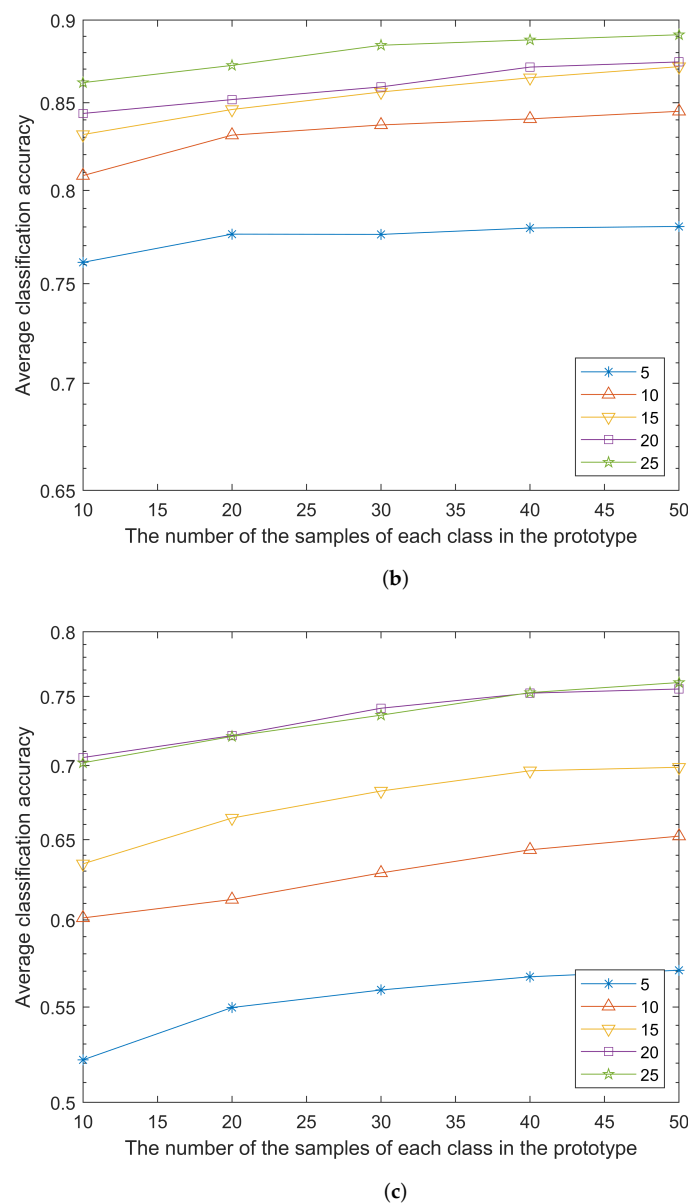 0.9
0.85
0.8
0.75
0.7
0.65
Average classification accuracy
5
10
15
20
25
10 15 20 25 30 35 40 45 50
The number of the samples of each class in the prototype
(b)
0.8
0.75
0.7
0.65
0.6
0.55
0.5
Average classification accuracy
5
10
15
20
25
10 15 20 25 30 35 40 45 50
The number of the samples of each class in the prototype
(c)